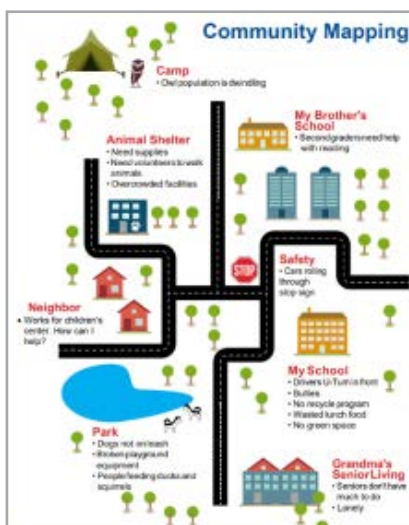 Community Mapping
Camp
• Owl population is dwindling
My Brother's
School
• Second graders need help
with reading
Animal Shelter
• Need supplies
• Need volunteers to walk
animals
• Overcrowded facilities
STOP
Safety
• Cars rolling
through
stop sign
Neighbor
• Works for children's
center. How can I
help?
My School
• Drivers U-Turn in front
• Bullies
• No recycle program
• Wasted lunch food
• No green space
Park
• Dogs not on leash
• Broken playground
equipment
• People feeding ducks and
squirrels
Grandma's
Senior Living
• Seniors don't have
much to do
• Lonely